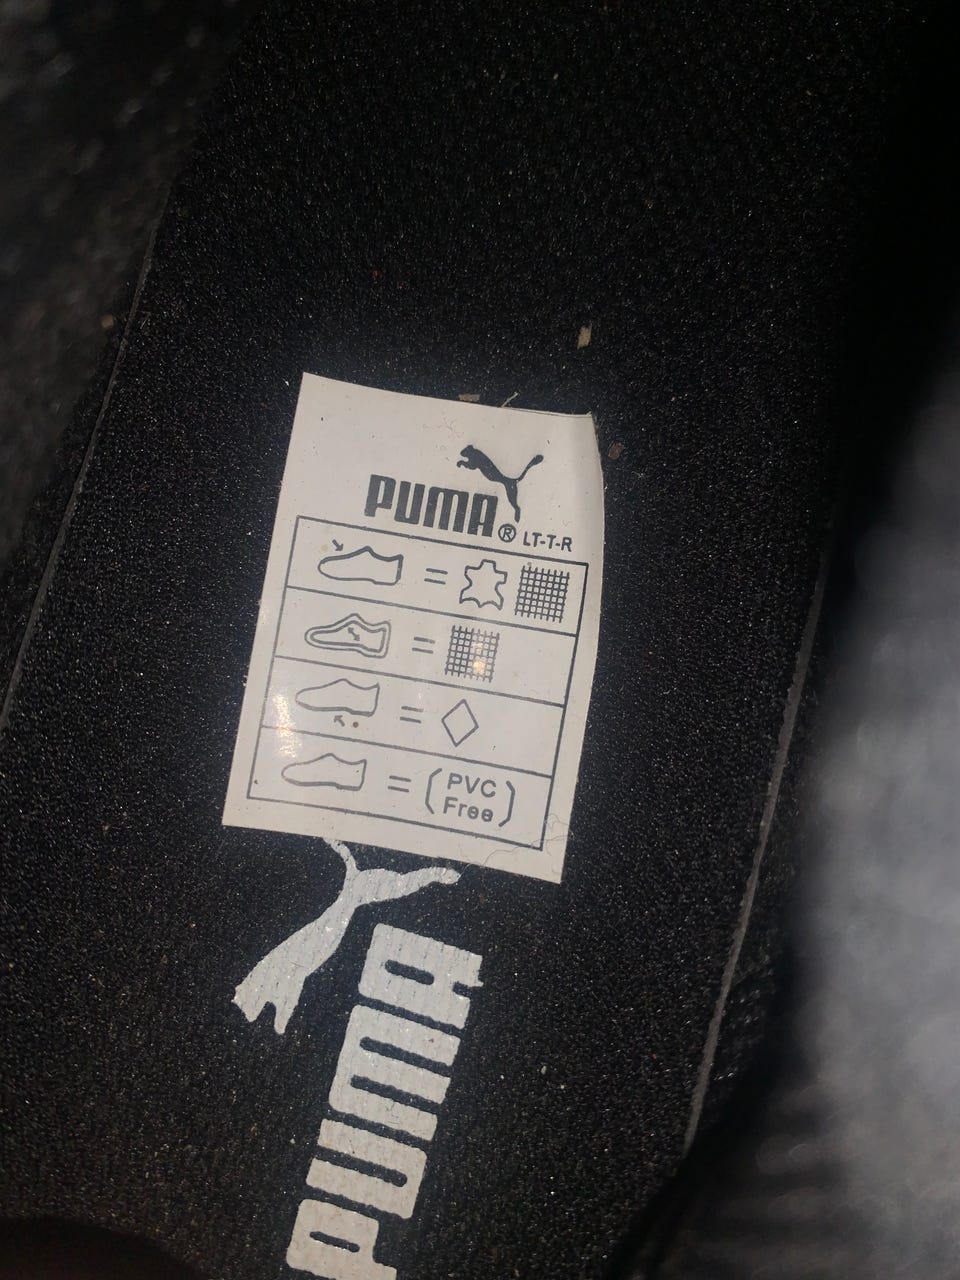 PUMA® LT-T-R
=
=
=
= (PVC
Free)
PUMA